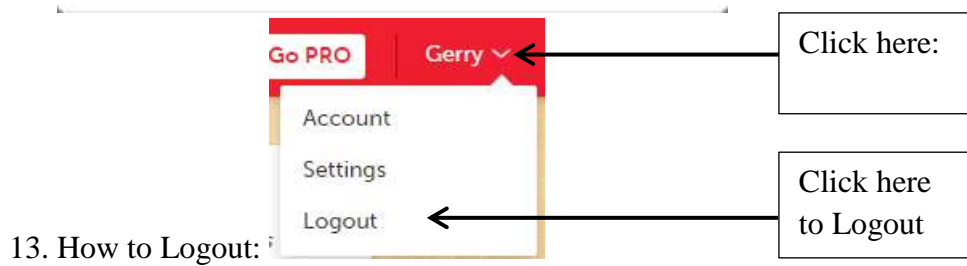 Go PRO Gerry
Click here:
Account
Settings
Logout
Click here
to Logout
13. How to Logout: